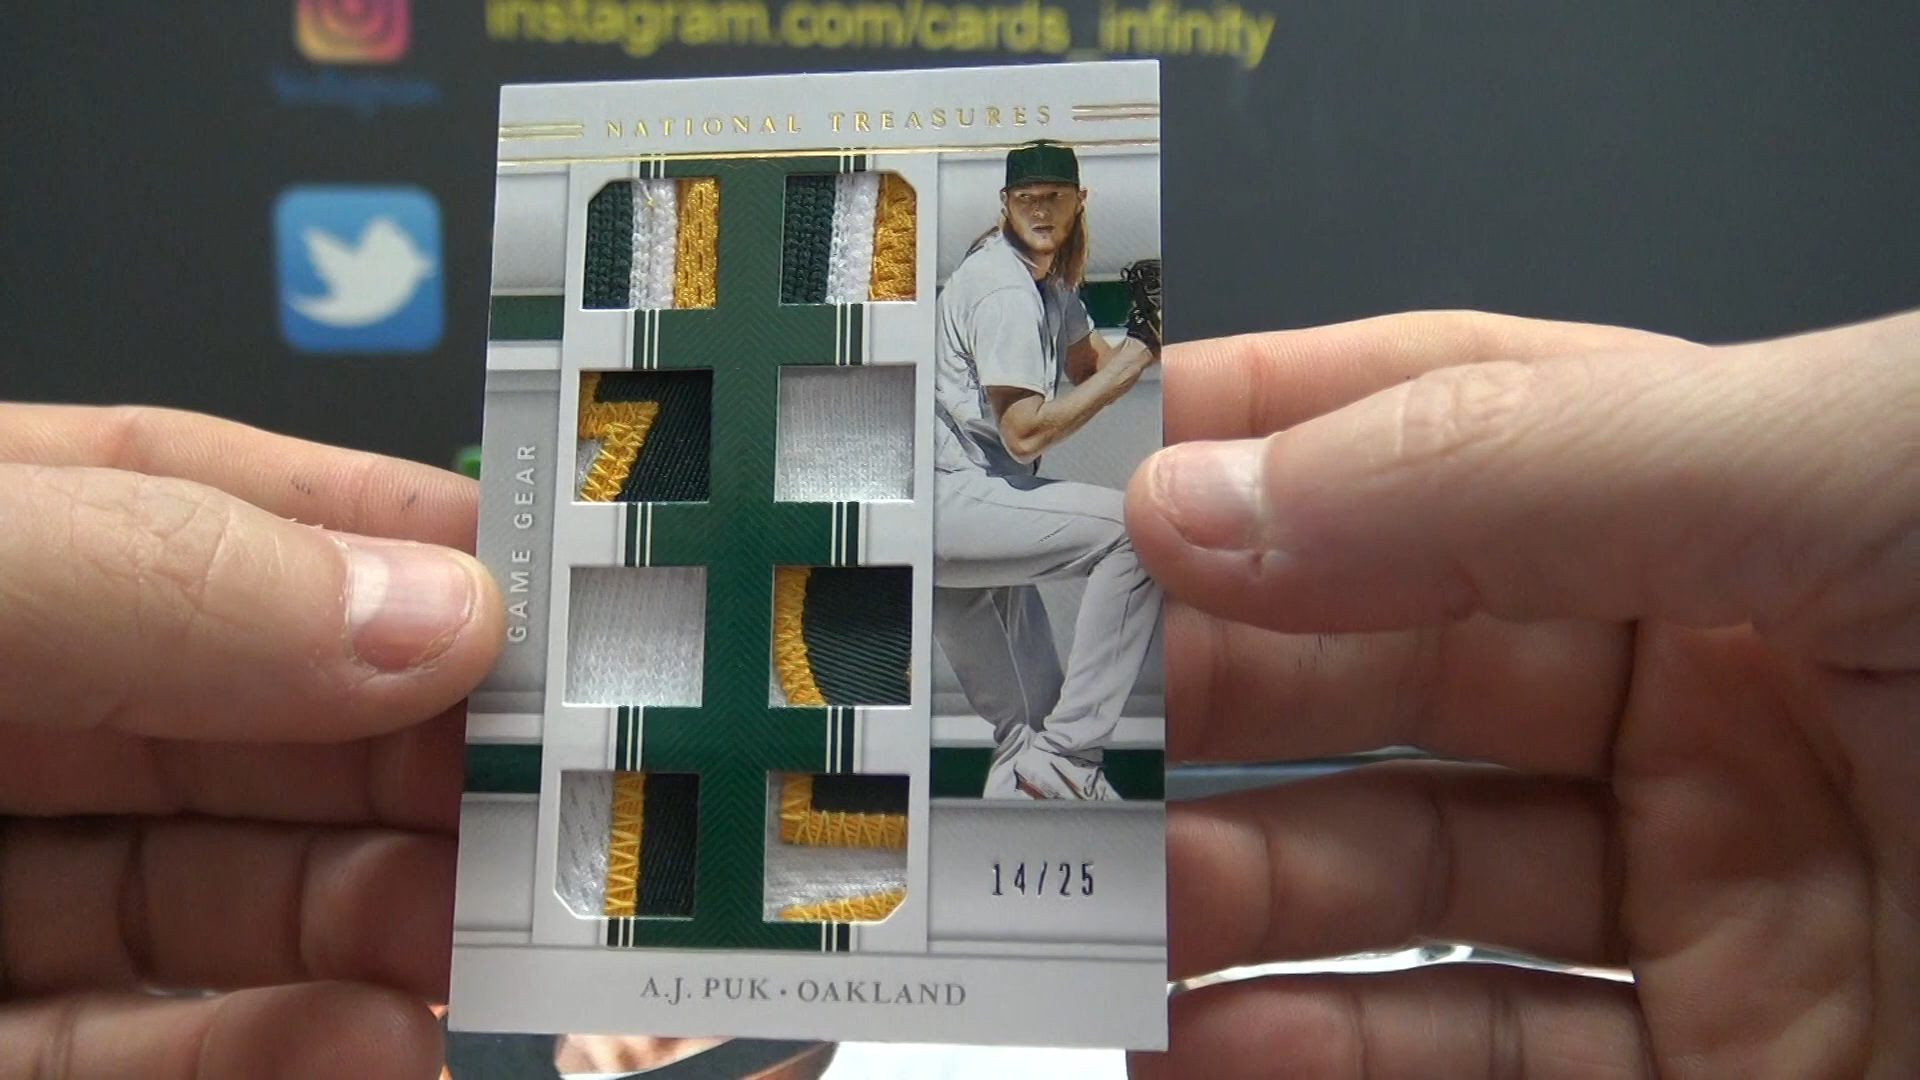 instagram.com/cards_infinity
NATIONAL TREASURES
GAME GEAR
14/25
A.J. PUK • OAKLAND